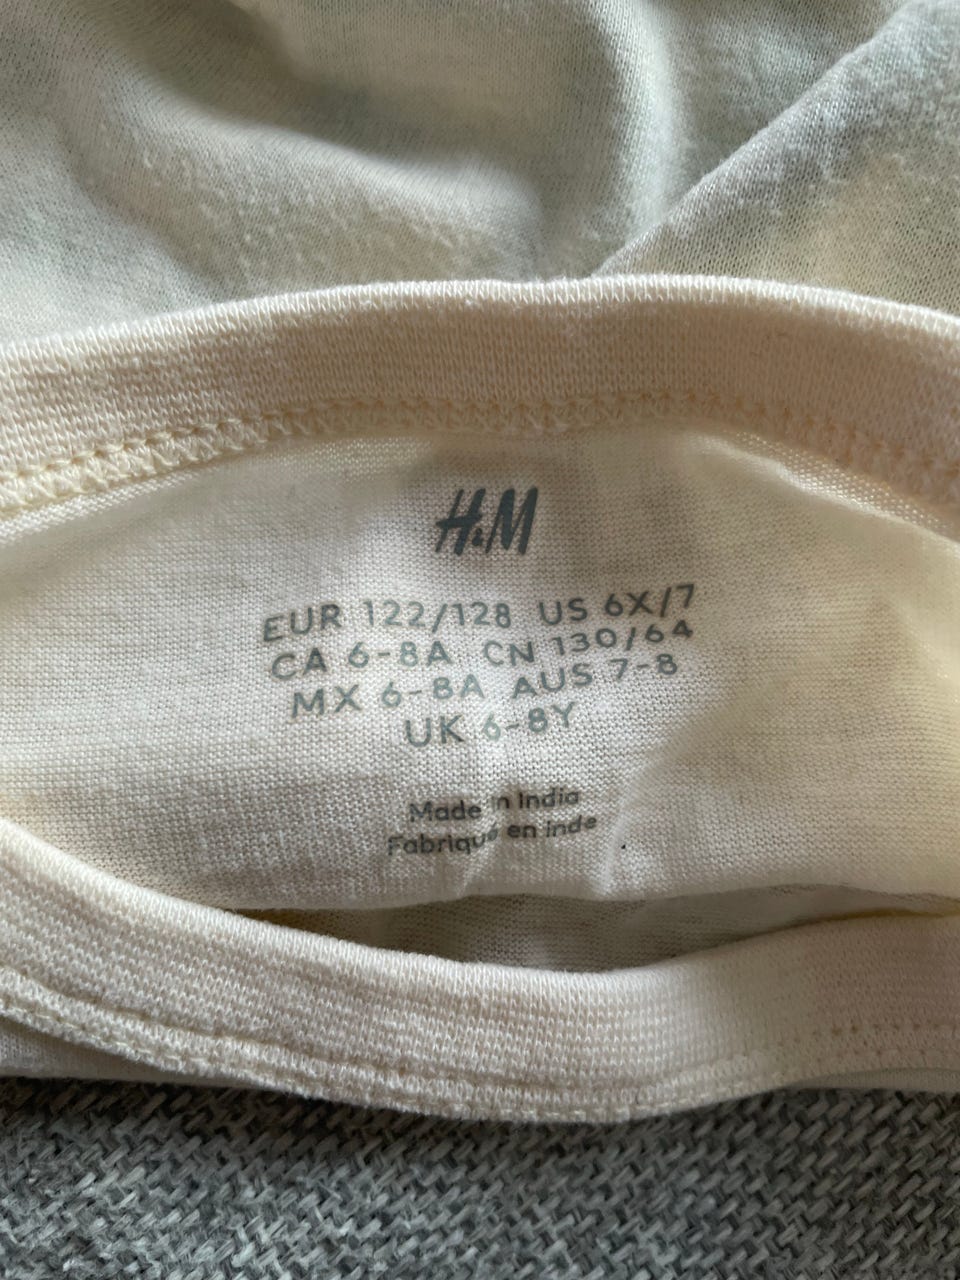 H&M
EUR 122/128 US 6X/7
CA 6-8A CN 130/64
MX 6-8A AUS 7-8
UK 6-8Y
Made in India
Fabriqué en inde